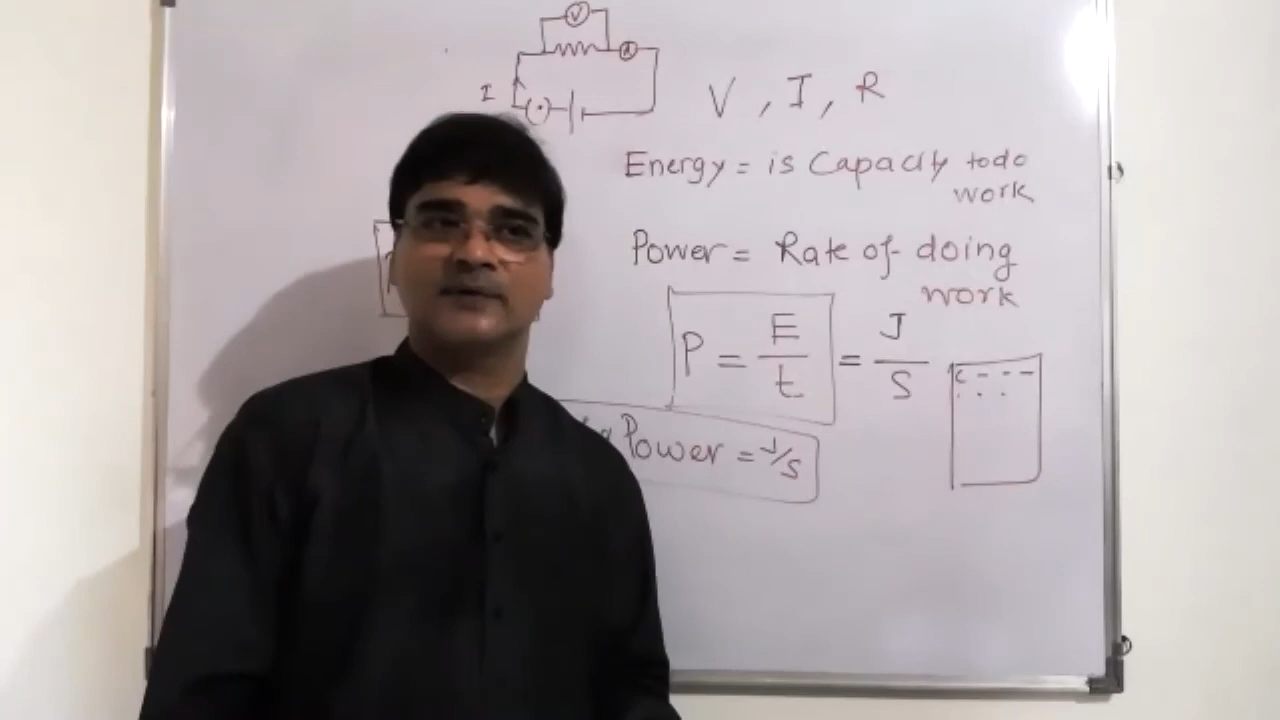 V
A
I
V , I , R
Energy = is Capacity to do
work
Power = Rate of doing
work
P = E/t = J/S
Power = J/S